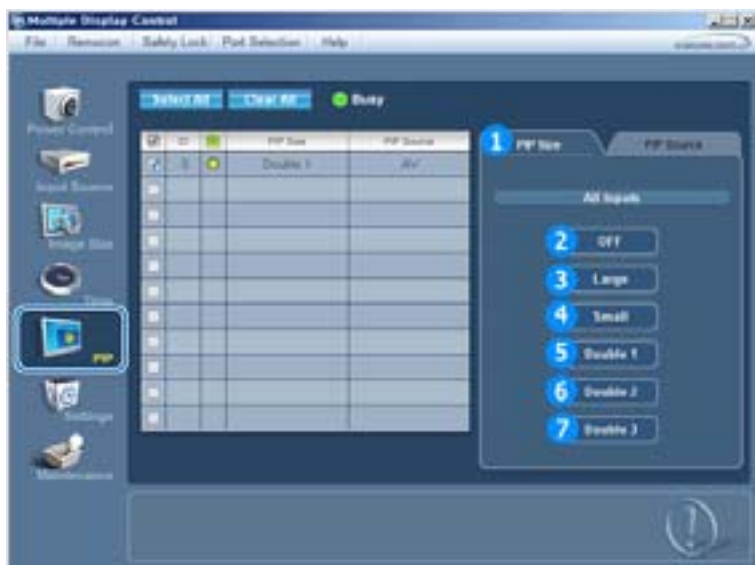 Multiple Display Control
File Remocon Safety Lock Port Selection Help
Select All Clear All Busy
ID PIP Size PIP Source
0 Double 1 AV
Power Control
Input Source
Image Size
Time
PIP
Settings
Maintenance
1 PIP Size PIP Source
All Inputs
2 OFF
3 Large
4 Small
5 Double 1
6 Double 2
7 Double 3